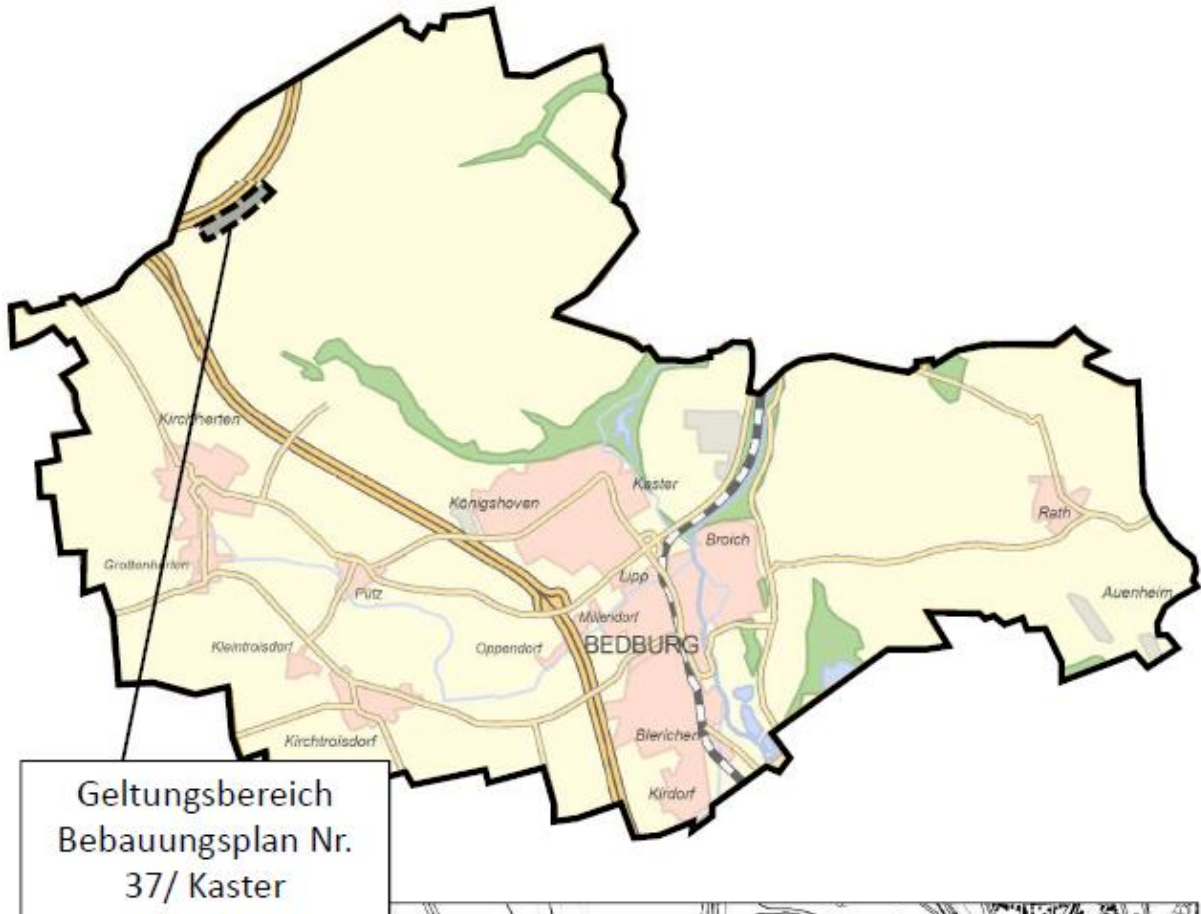 Kirchherten
Königshoven
Kaster
Rath
Broich
Grottenherten
Pütz
Lipp
Auenheim
Millendorf
Kleintroisdorf
Oppendorf
BEDBURG
Kirchtroisdorf
Blerichen
Kirdorf
Geltungsbereich
Bebauungsplan Nr.
37/ Kaster